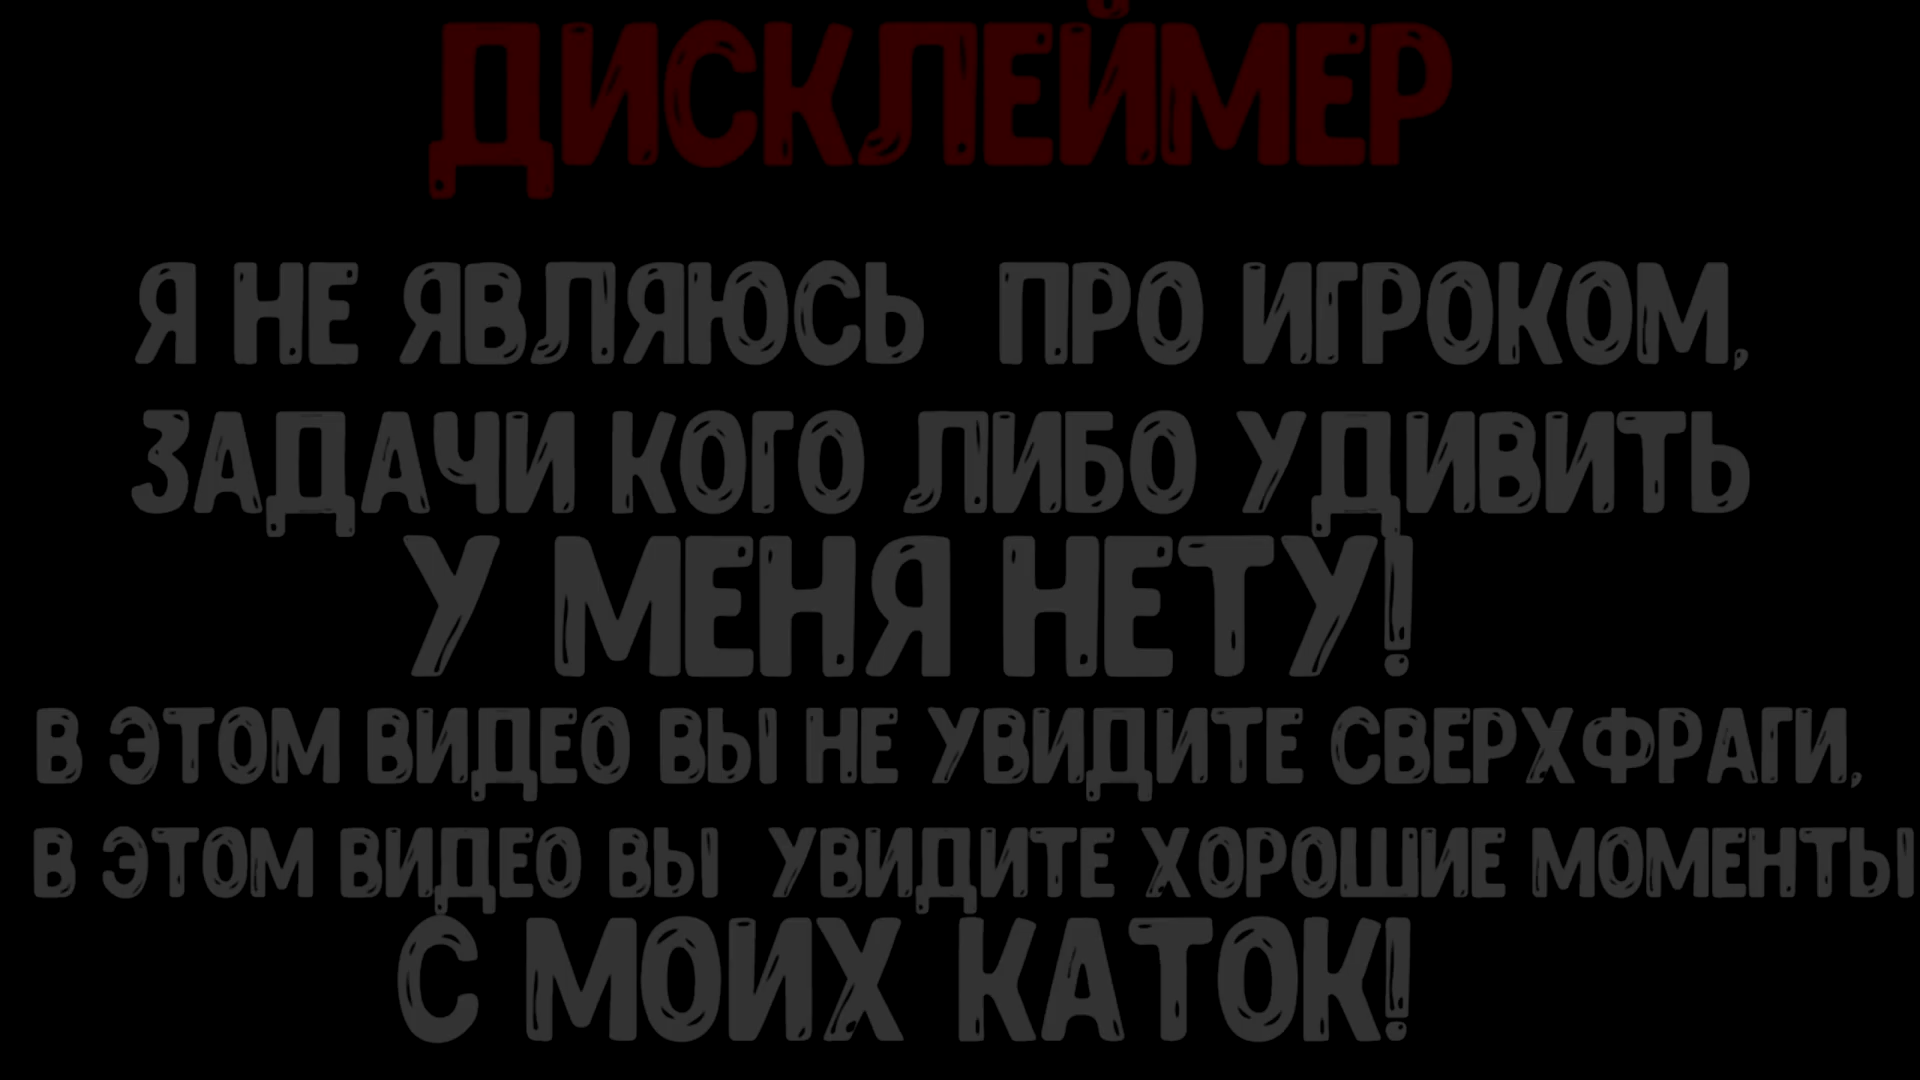 ДИСКЛЕЙМЕР
Я НЕ ЯВЛЯЮСЬ ПРО ИГРОКОМ,
ЗАДАЧИ КОГО ЛИБО УДИВИТЬ
У МЕНЯ НЕТУ!
В ЭТОМ ВИДЕО ВЫ НЕ УВИДИТЕ СВЕРХФРАГИ,
В ЭТОМ ВИДЕО ВЫ УВИДИТЕ ХОРОШИЕ МОМЕНТЫ
С МОИХ КАТОК!